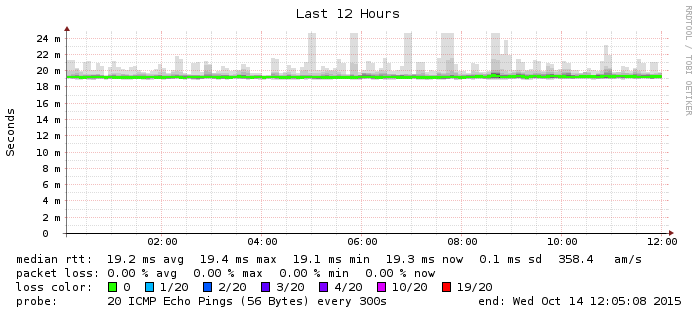 Last 12 Hours
RRDTOOL / TOBI OETIKER
Seconds
24 m
22 m
20 m
18 m
16 m
14 m
12 m
10 m
8 m
6 m
4 m
2 m
0
02:00 04:00 06:00 08:00 10:00 12:00
median rtt: 19.2 ms avg 19.4 ms max 19.1 ms min 19.3 ms now 0.1 ms sd 358.4 am/s
packet loss: 0.00 % avg 0.00 % max 0.00 % min 0.00 % now
loss color: 0 1/20 2/20 3/20 4/20 10/20 19/20
probe: 20 ICMP Echo Pings (56 Bytes) every 300s end: Wed Oct 14 12:05:08 2015